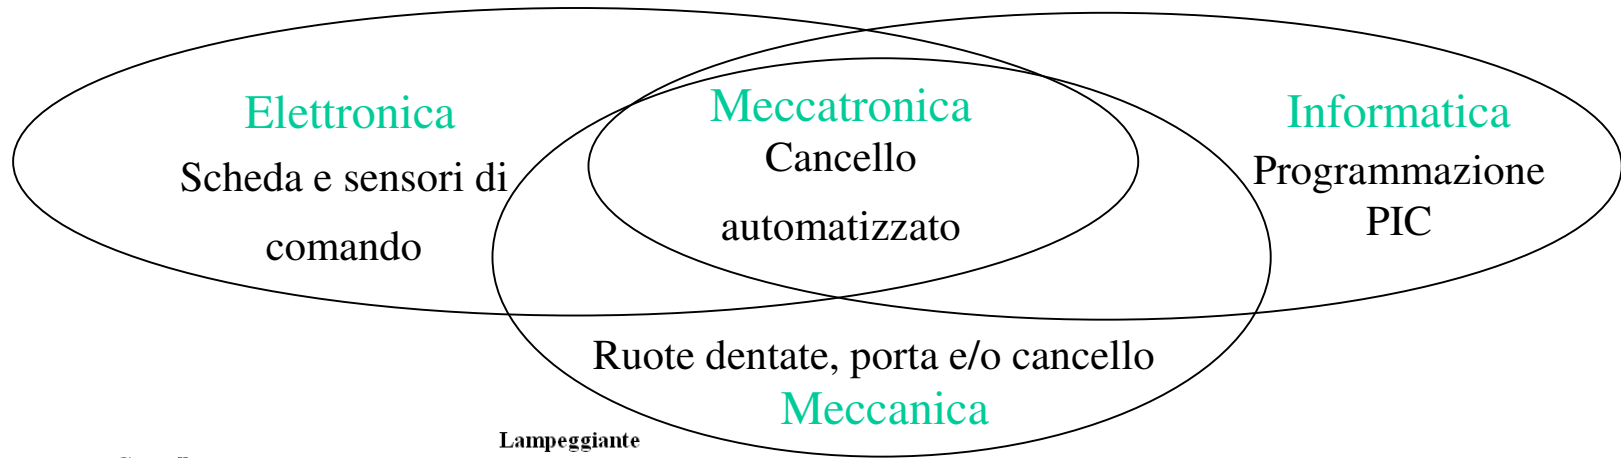 Elettronica
Scheda e sensori di
comando
Meccatronica
Cancello
automatizzato
Informatica
Programmazione
PIC
Ruote dentate, porta e/o cancello
Meccanica
Lampeggiante